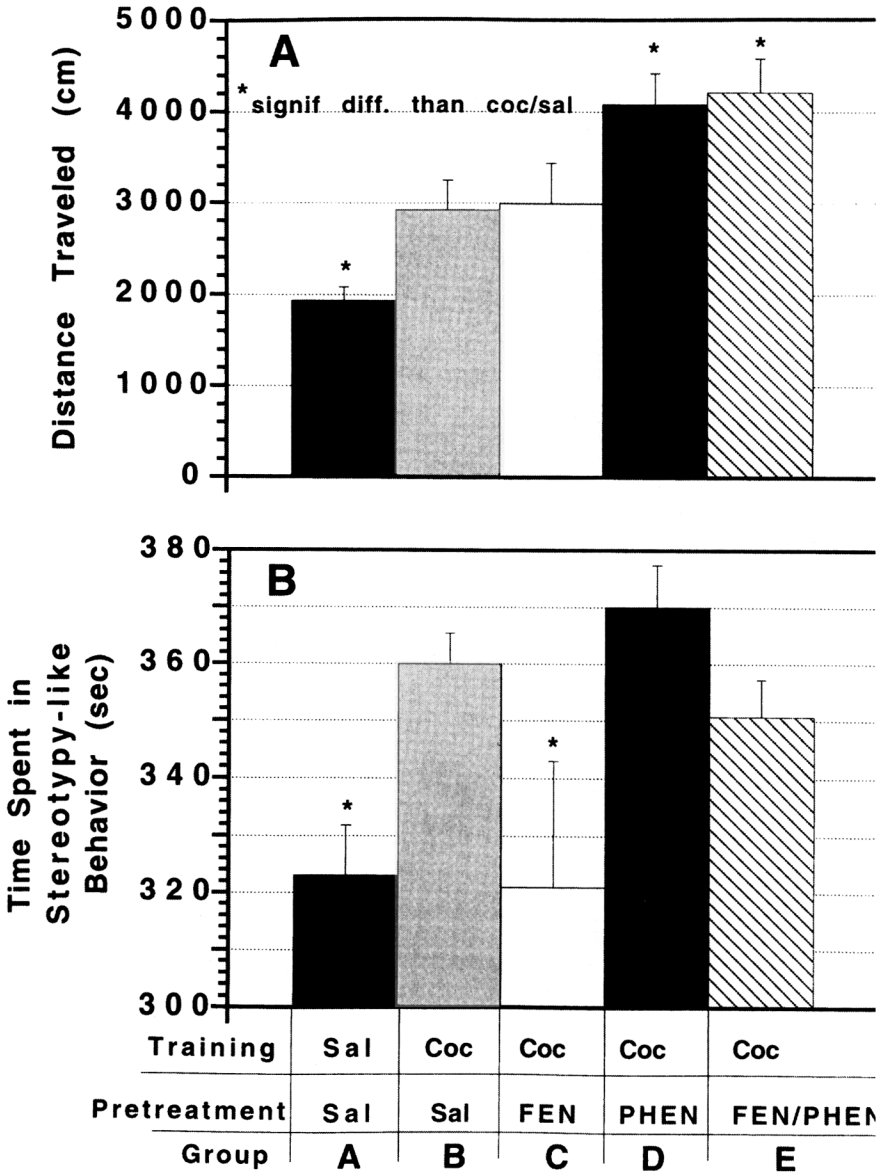 5000
A
*
*
*signif diff. than coc/sal
4000
3000
*
2000
1000
0
Distance Traveled (cm)
380
B
360
*
340
*
320
300
Time Spent in
Stereotypy-like
Behavior (sec)
Training Sal Coc Coc Coc Coc
Pretreatment Sal Sal FEN PHEN FEN/PHEN
Group A B C D E